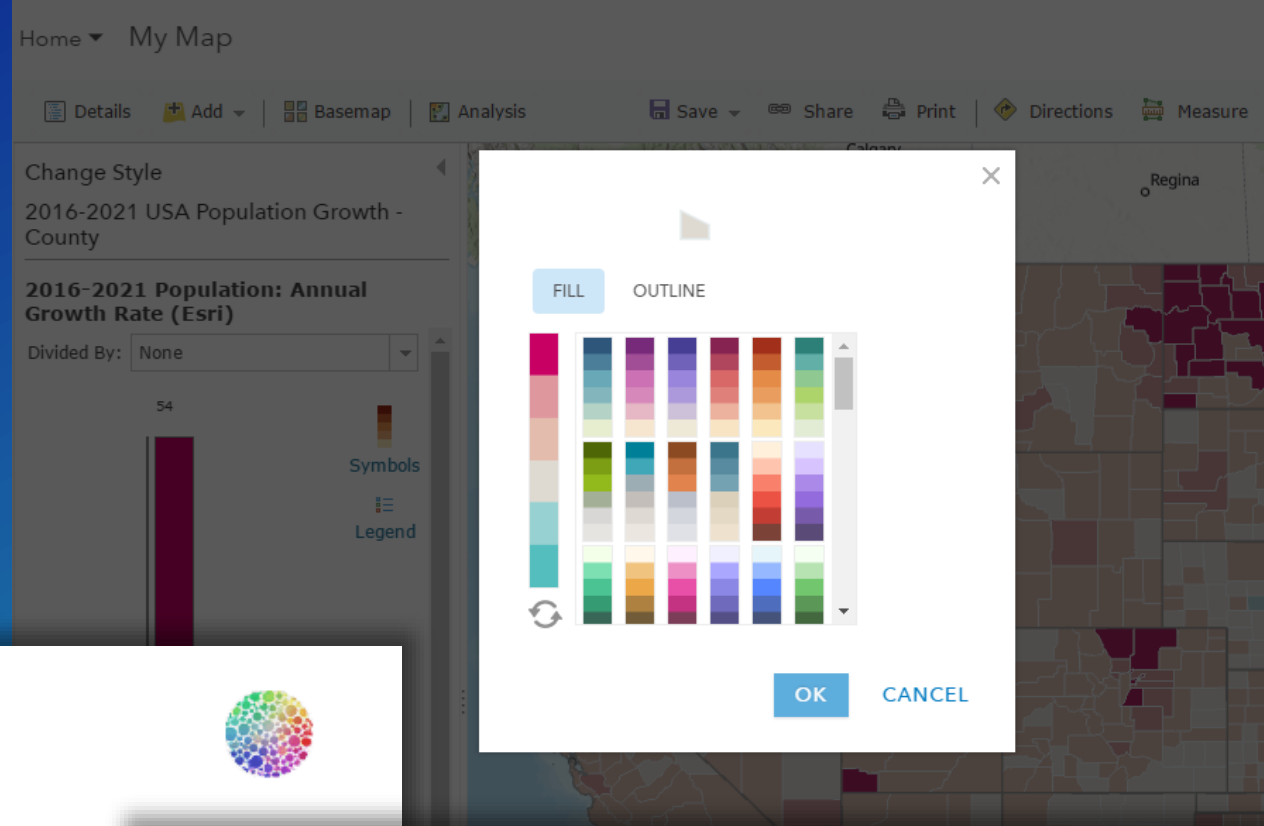 Home My Map
Details Add Basemap Analysis Save Share Print Directions Measure
Change Style
2016-2021 USA Population Growth -
County
2016-2021 Population: Annual
Growth Rate (Esri)
Divided By: None
54
Symbols
Legend
Calgary
Regina
FILL OUTLINE
OK CANCEL